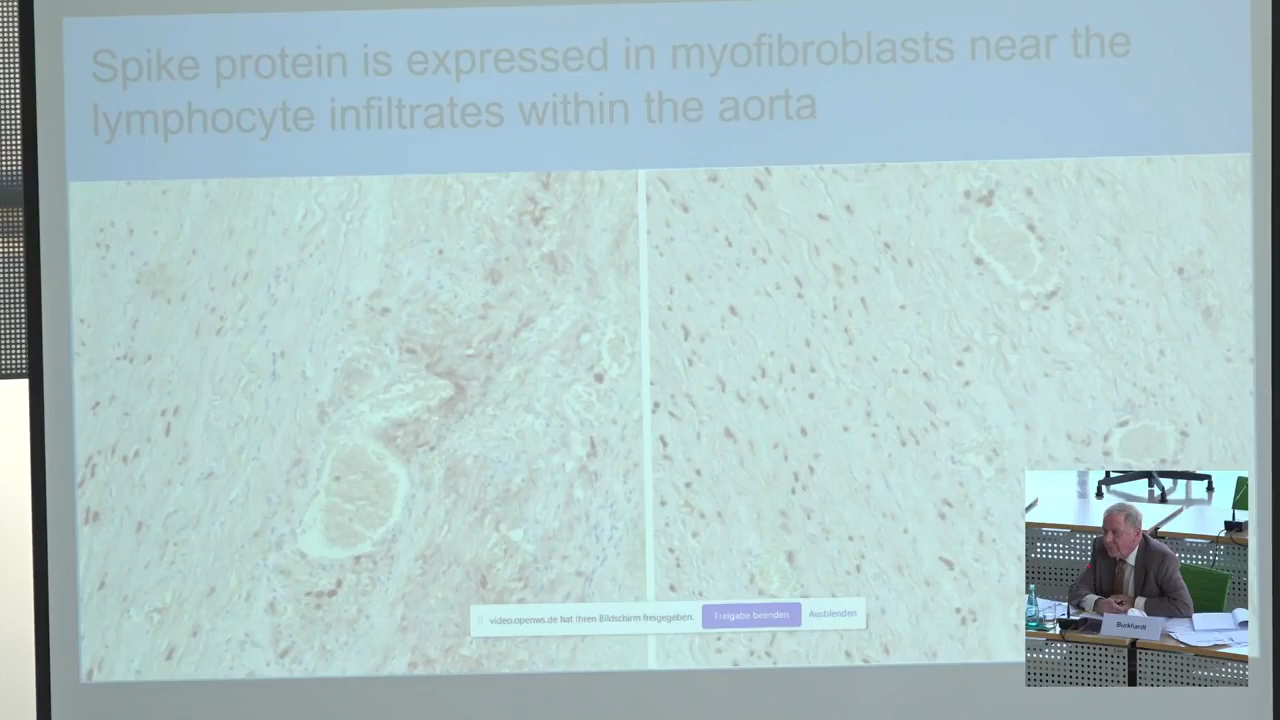 Spike protein is expressed in myofibroblasts near the
lymphocyte infiltrates within the aorta
video.openws.de hat Ihren Bildschirm freigegeben. Freigabe beenden Ausblenden
Burkhardt